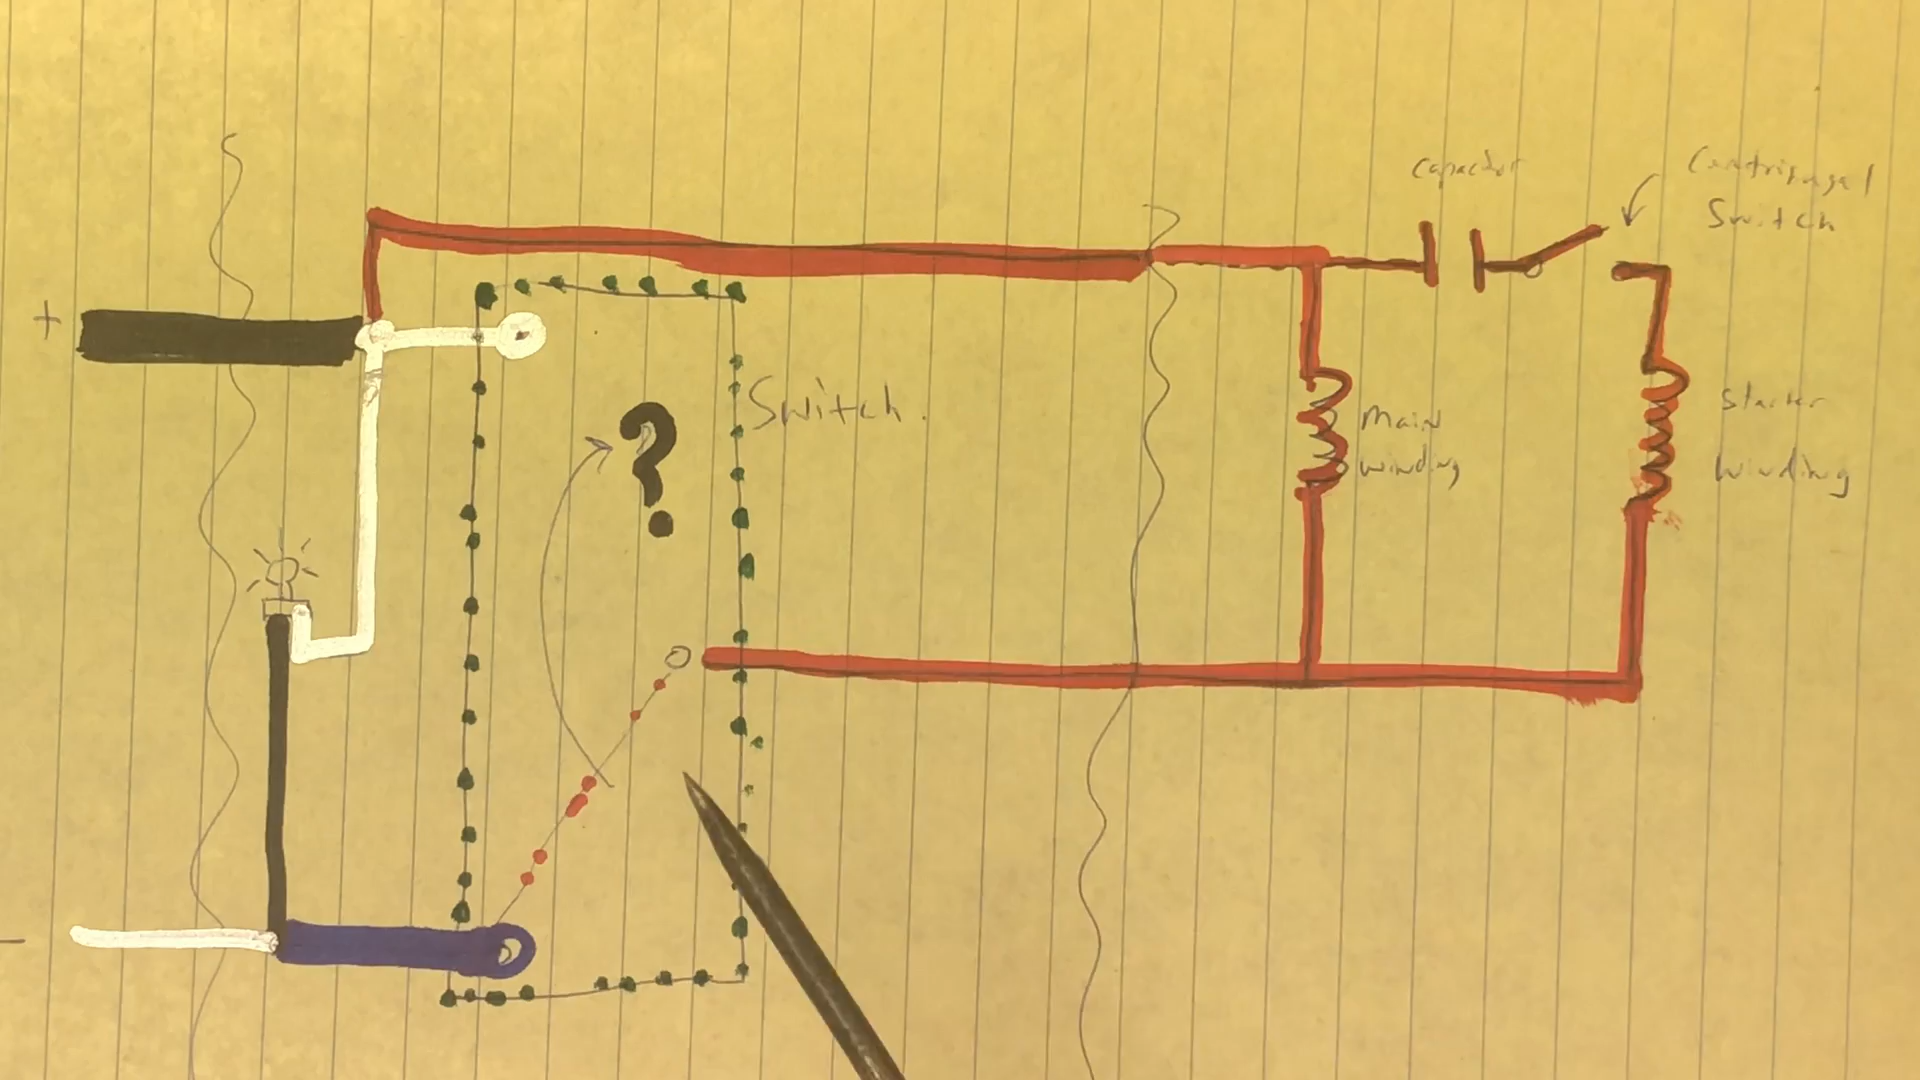 capacitor
Centrifugal
Switch
+
?
Switch.
Main
winding
Starter
Winding
-